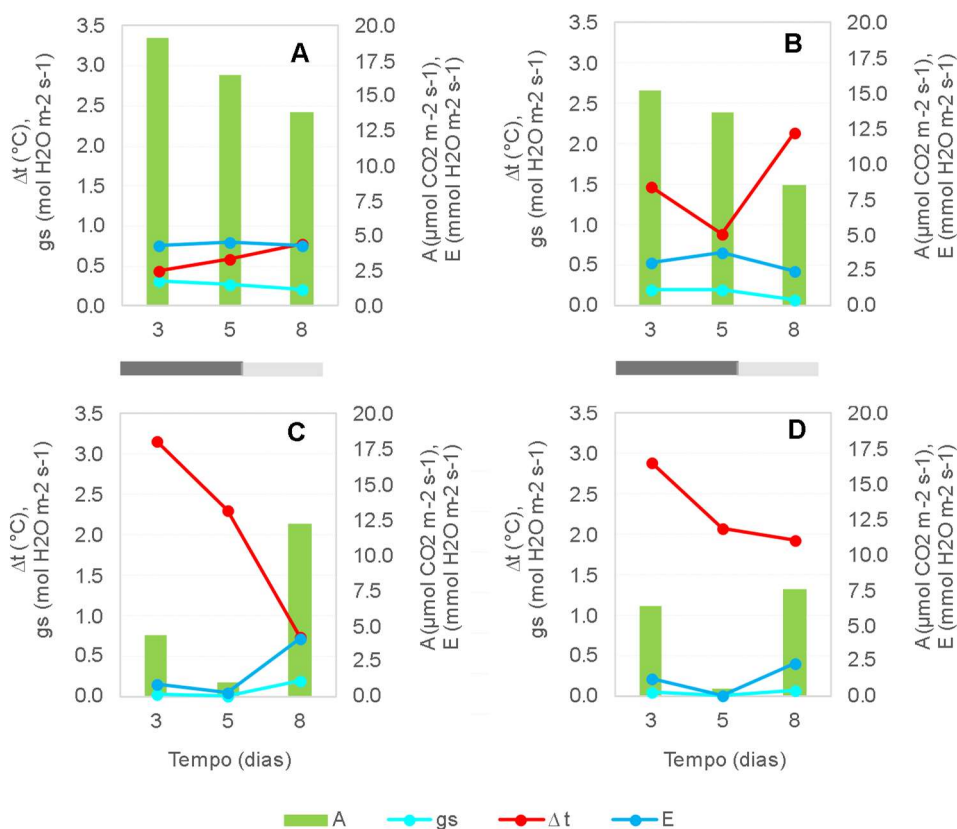 A
3.5
3.0
2.5
2.0
1.5
1.0
0.5
0.0
Δt (°C),
gs (mol H2O m-2 s-1)
20.0
17.5
15.0
12.5
10.0
7.5
5.0
2.5
0.0
A(µmol CO2 m-2 s-1),
E (mmol H2O m-2 s-1)
3 5 8
B
3.5
3.0
2.5
2.0
1.5
1.0
0.5
0.0
Δt (°C),
gs (mol H2O m-2 s-1)
20.0
17.5
15.0
12.5
10.0
7.5
5.0
2.5
0.0
A(µmol CO2 m-2 s-1),
E (mmol H2O m-2 s-1)
3 5 8
C
3.5
3.0
2.5
2.0
1.5
1.0
0.5
0.0
Δt (°C),
gs (mol H2O m-2 s-1)
20.0
17.5
15.0
12.5
10.0
7.5
5.0
2.5
0.0
A(µmol CO2 m-2 s-1),
E (mmol H2O m-2 s-1)
3 5 8
Tempo (dias)
D
3.5
3.0
2.5
2.0
1.5
1.0
0.5
0.0
Δt (°C),
gs (mol H2O m-2 s-1)
20.0
17.5
15.0
12.5
10.0
7.5
5.0
2.5
0.0
A(µmol CO2 m-2 s-1),
E (mmol H2O m-2 s-1)
3 5 8
Tempo (dias)
A gs Δ t E